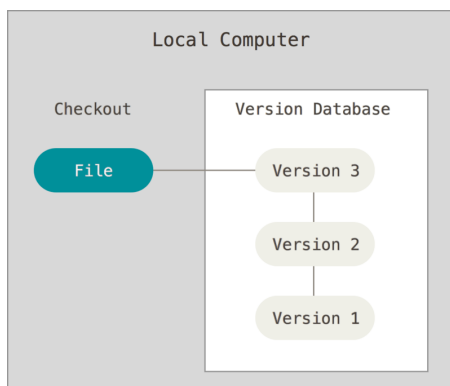 Local Computer
Checkout
Version Database
File
Version 3
Version 2
Version 1